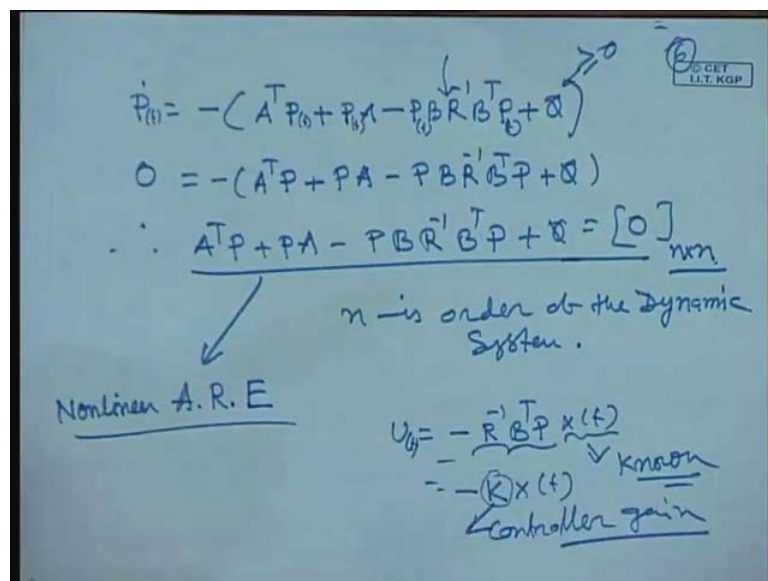 6
© CET
I.I.T. KGP
≥0
Ṗ(t) = -(AᵀP(t) + P(t)A - P(t)BR⁻¹BᵀP(t) + Q)
0 = -(AᵀP + PA - PBR⁻¹BᵀP + Q)
∴ AᵀP + PA - PBR⁻¹BᵀP + Q = [0]n×n
n - is order of the Dynamic
System.
Nonlinear A.R.E
U(t) = - R⁻¹BᵀP x(t)
Known
= - K x(t)
Controller gain